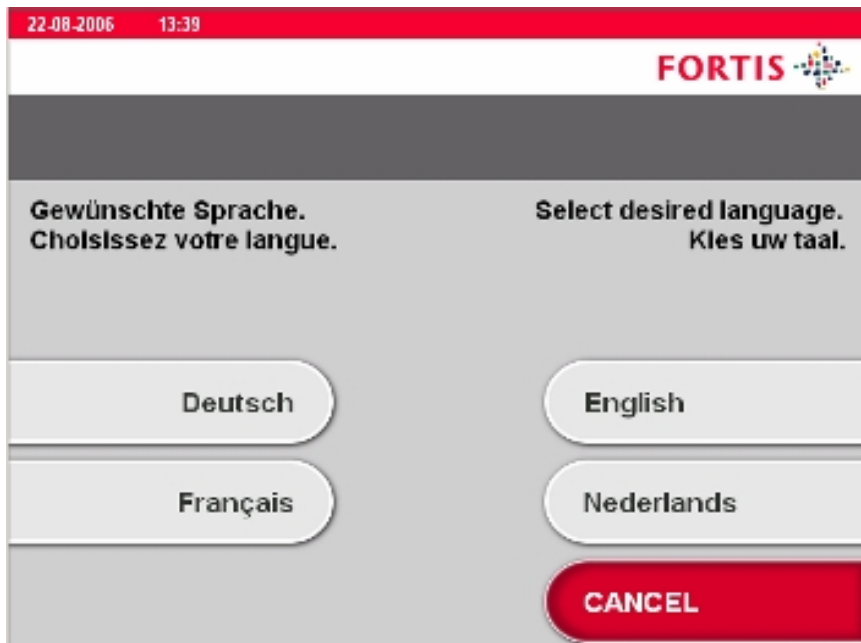 22-08-2006 13:39
FORTIS
Gewünschte Sprache.
Choisissez votre langue.
Select desired language.
Kies uw taal.
Deutsch
English
Français
Nederlands
CANCEL